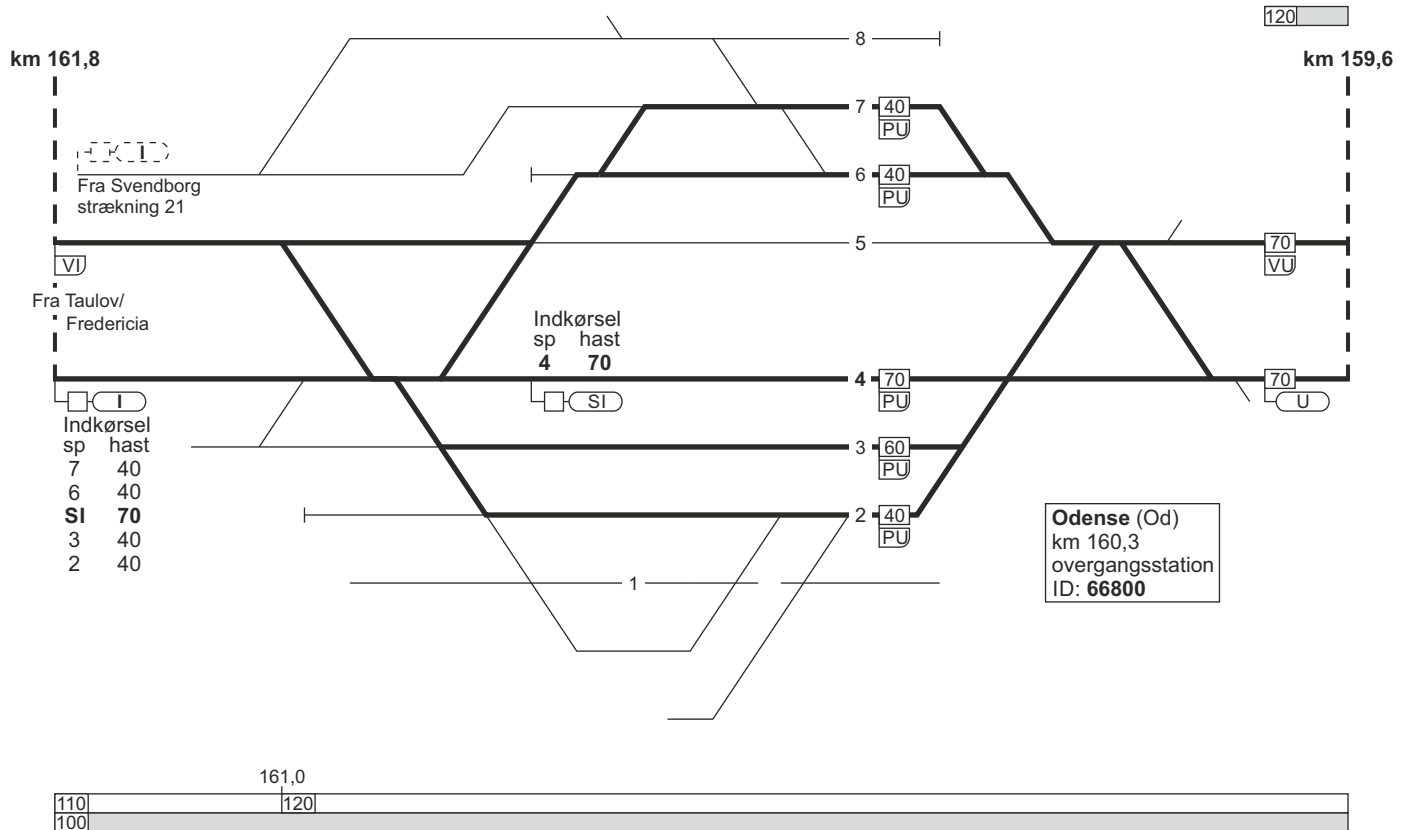 120
8
km 161,8
km 159,6
7 40
PU
I
6 40
PU
Fra Svendborg
strækning 21
5
70
VI
VU
Fra Taulov/
Fredericia
Indkørsel
sp hast
4 70
4 70
PU
70
I
SI
U
Indkørsel
sp hast
7 40
6 40
SI 70
3 40
2 40
3 60
PU
2 40
PU
Odense (Od)
km 160,3
overgangsstation
ID: 66800
1
161,0
110 120
100